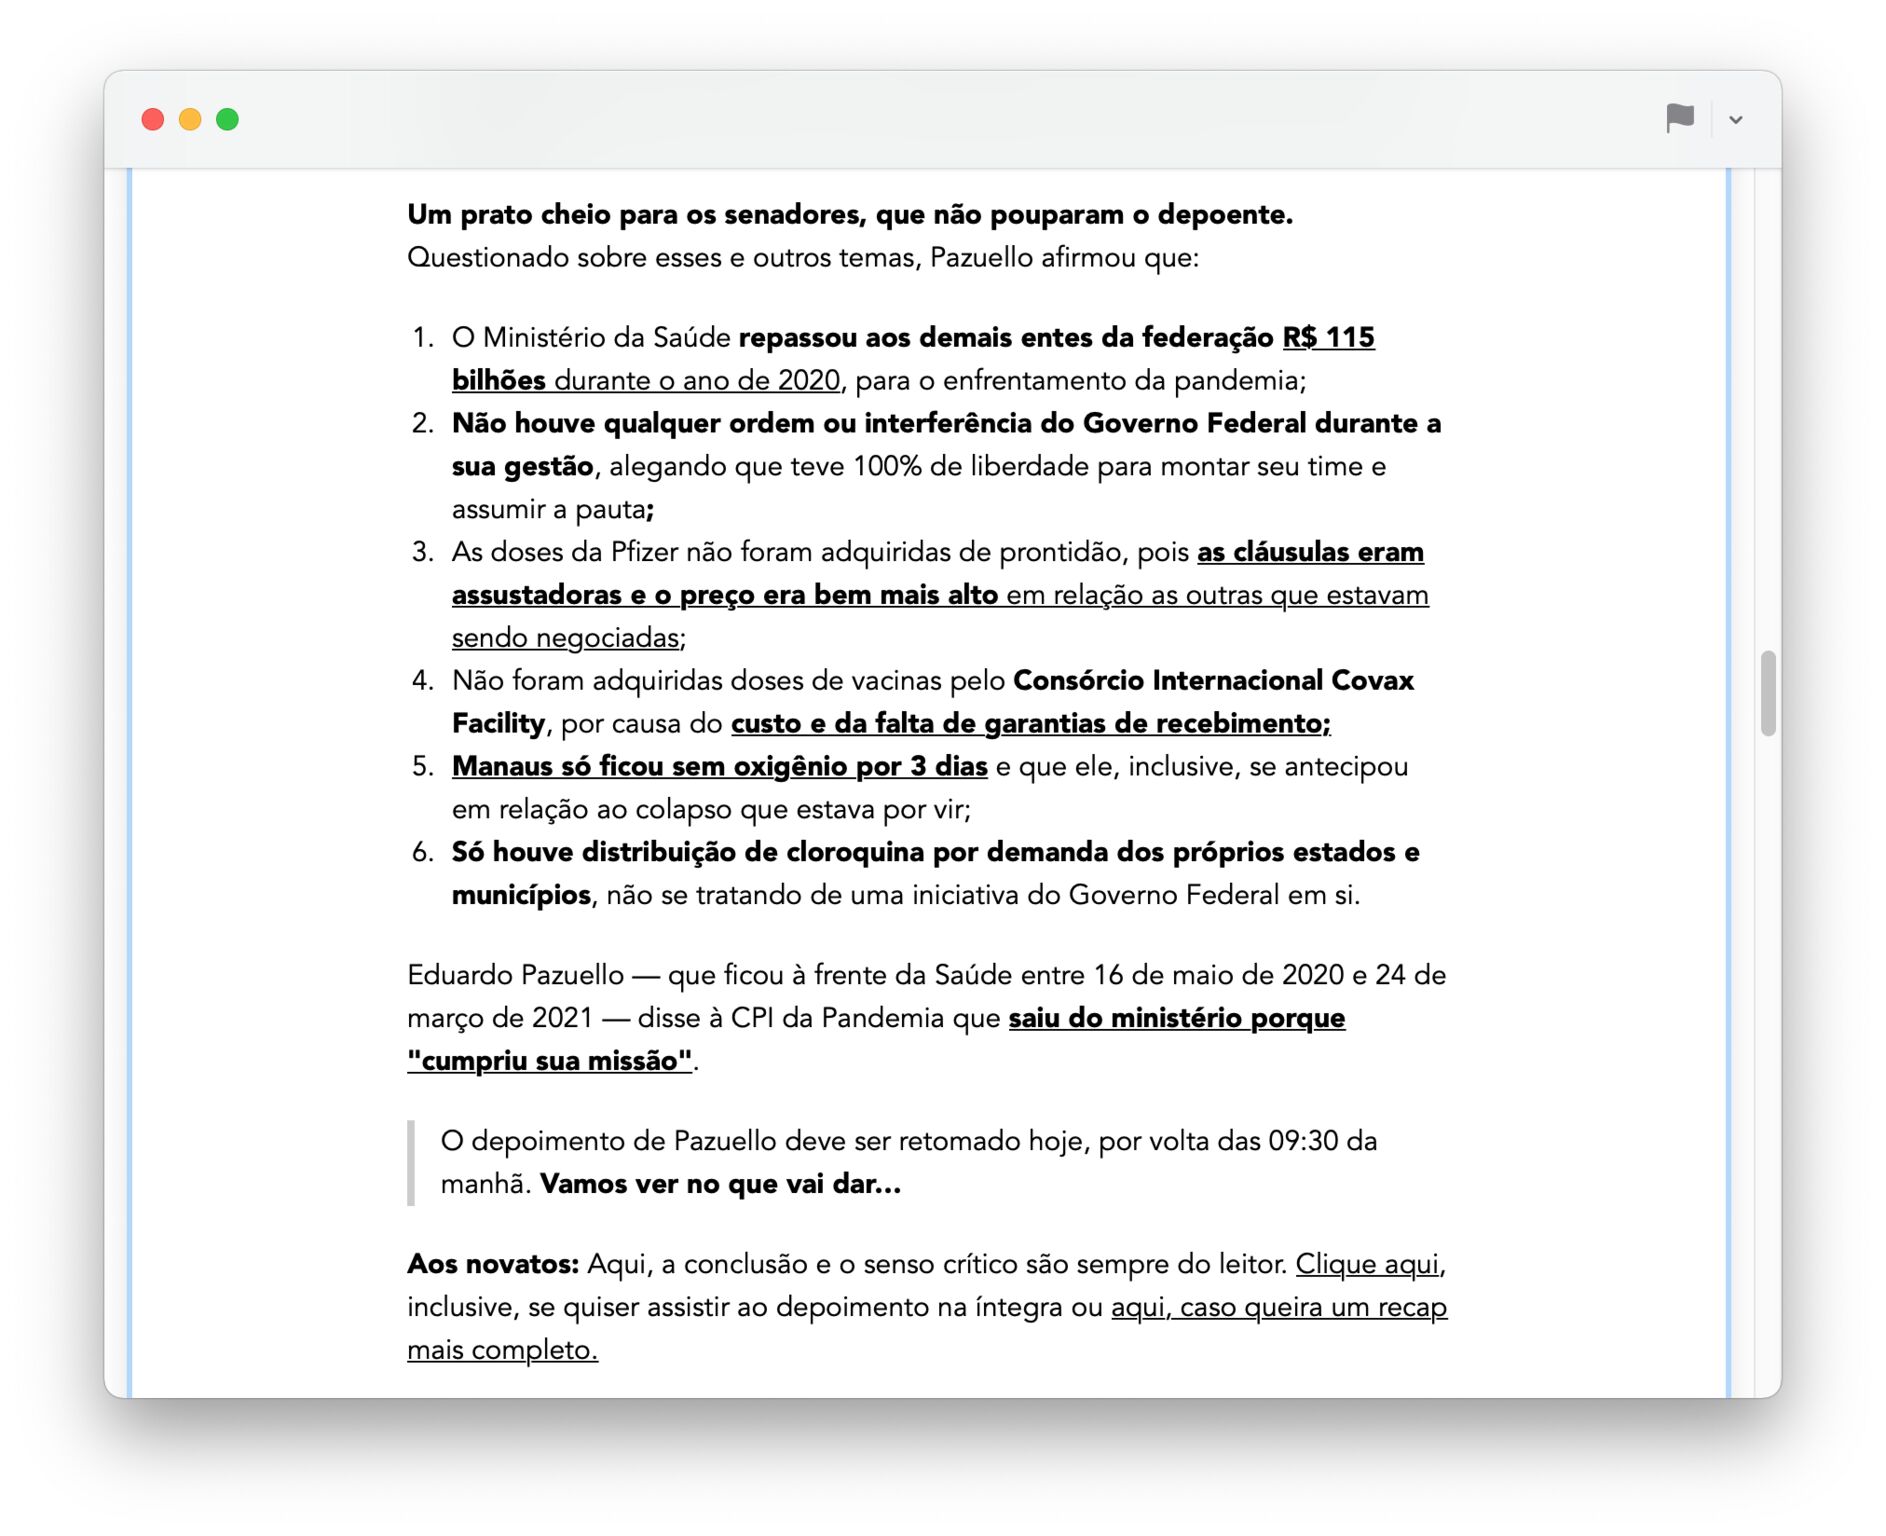 Um prato cheio para os senadores, que não pouparam o depoente.
Questionado sobre esses e outros temas, Pazuello afirmou que:
1. O Ministério da Saúde repassou aos demais entes da federação R$ 115
bilhões durante o ano de 2020, para o enfrentamento da pandemia;
2. Não houve qualquer ordem ou interferência do Governo Federal durante a
sua gestão, alegando que teve 100% de liberdade para montar seu time e
assumir a pauta;
3. As doses da Pfizer não foram adquiridas de prontidão, pois as cláusulas eram
assustadoras e o preço era bem mais alto em relação as outras que estavam
sendo negociadas;
4. Não foram adquiridas doses de vacinas pelo Consórcio Internacional Covax
Facility, por causa do custo e da falta de garantias de recebimento;
5. Manaus só ficou sem oxigênio por 3 dias e que ele, inclusive, se antecipou
em relação ao colapso que estava por vir;
6. Só houve distribuição de cloroquina por demanda dos próprios estados e
municípios, não se tratando de uma iniciativa do Governo Federal em si.
Eduardo Pazuello — que ficou à frente da Saúde entre 16 de maio de 2020 e 24 de
março de 2021 — disse à CPI da Pandemia que saiu do ministério porque
"cumpriu sua missão".
O depoimento de Pazuello deve ser retomado hoje, por volta das 09:30 da
manhã. Vamos ver no que vai dar...
Aos novatos: Aqui, a conclusão e o senso crítico são sempre do leitor. Clique aqui,
inclusive, se quiser assistir ao depoimento na íntegra ou aqui, caso queira um recap
mais completo.